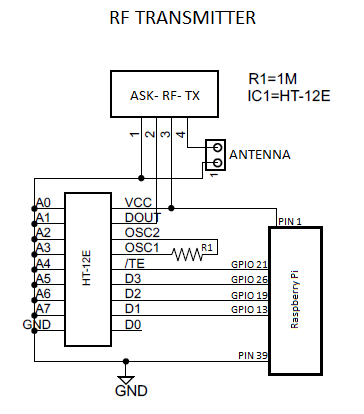 RF TRANSMITTER
R1=1M
IC1=HT-12E
ASK- RF- TX
1
2
3
4
ANTENNA
1
A0
A1
A2
A3
A4
A5
A6
A7
GND
HT-12E
VCC
DOUT
OSC2
OSC1
/TE
D3
D2
D1
D0
R1
PIN 1
GPIO 21
GPIO 26
GPIO 19
GPIO 13
PIN 39
Raspberry Pi
GND